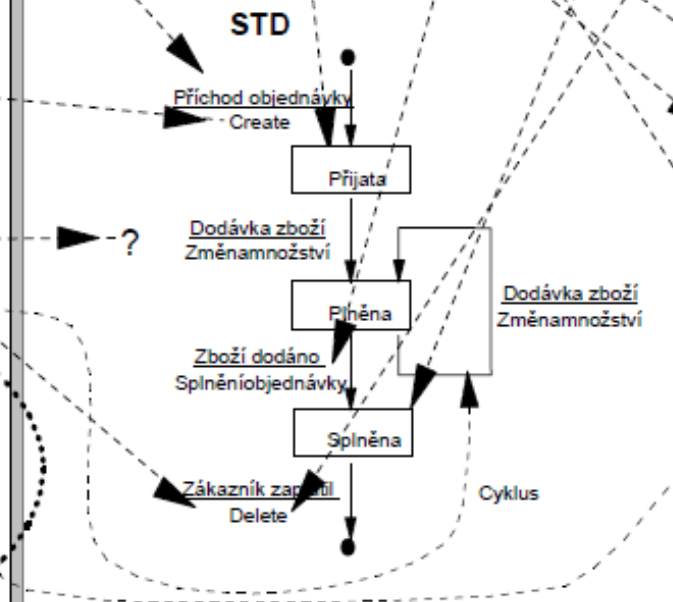 STD
Příchod objednávky
Create
Přijata
Dodávka zboží
Změnamnožství
?
Plněna
Dodávka zboží
Změnamnožství
Zboží dodáno
Splněníobjednávky
Splněna
Zákazník zaplatil
Delete
Cyklus